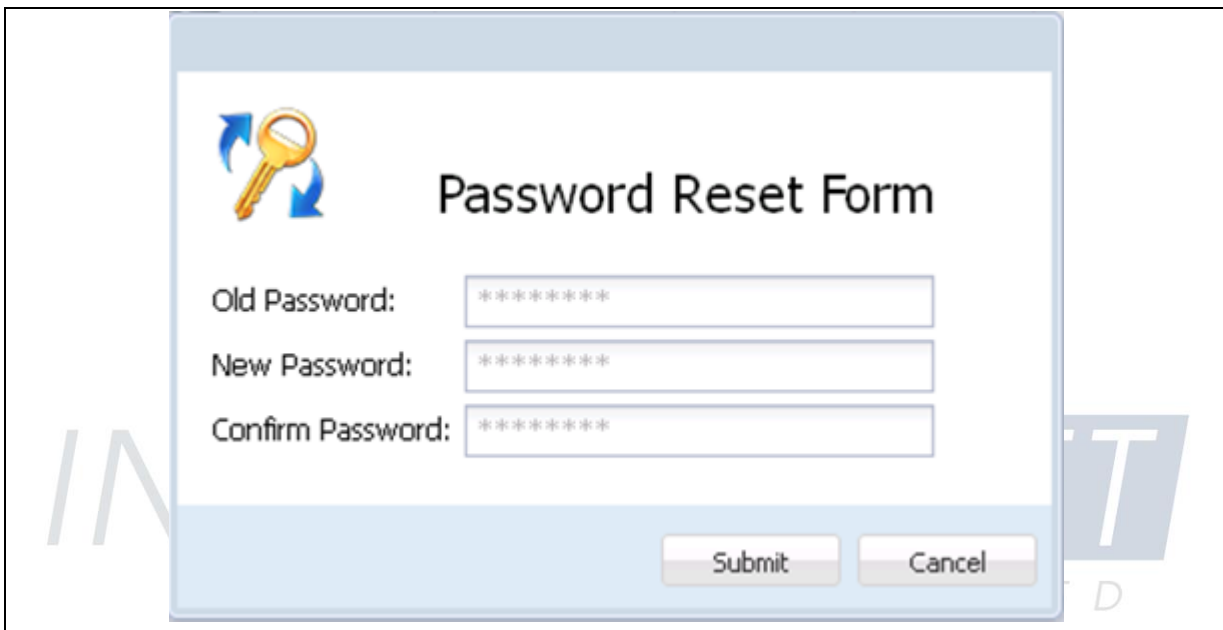 Password Reset Form
Old Password: ********
New Password: ********
Confirm Password: ********
Submit Cancel